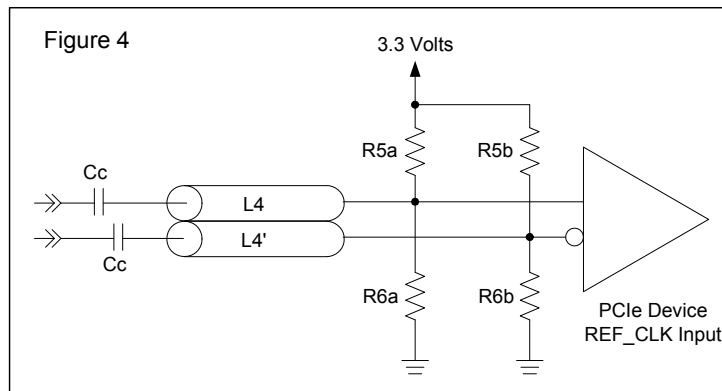 Figure 4
3.3 Volts
R5a
R5b
Cc
L4
L4'
Cc
R6a
R6b
PCIe Device
REF_CLK Input